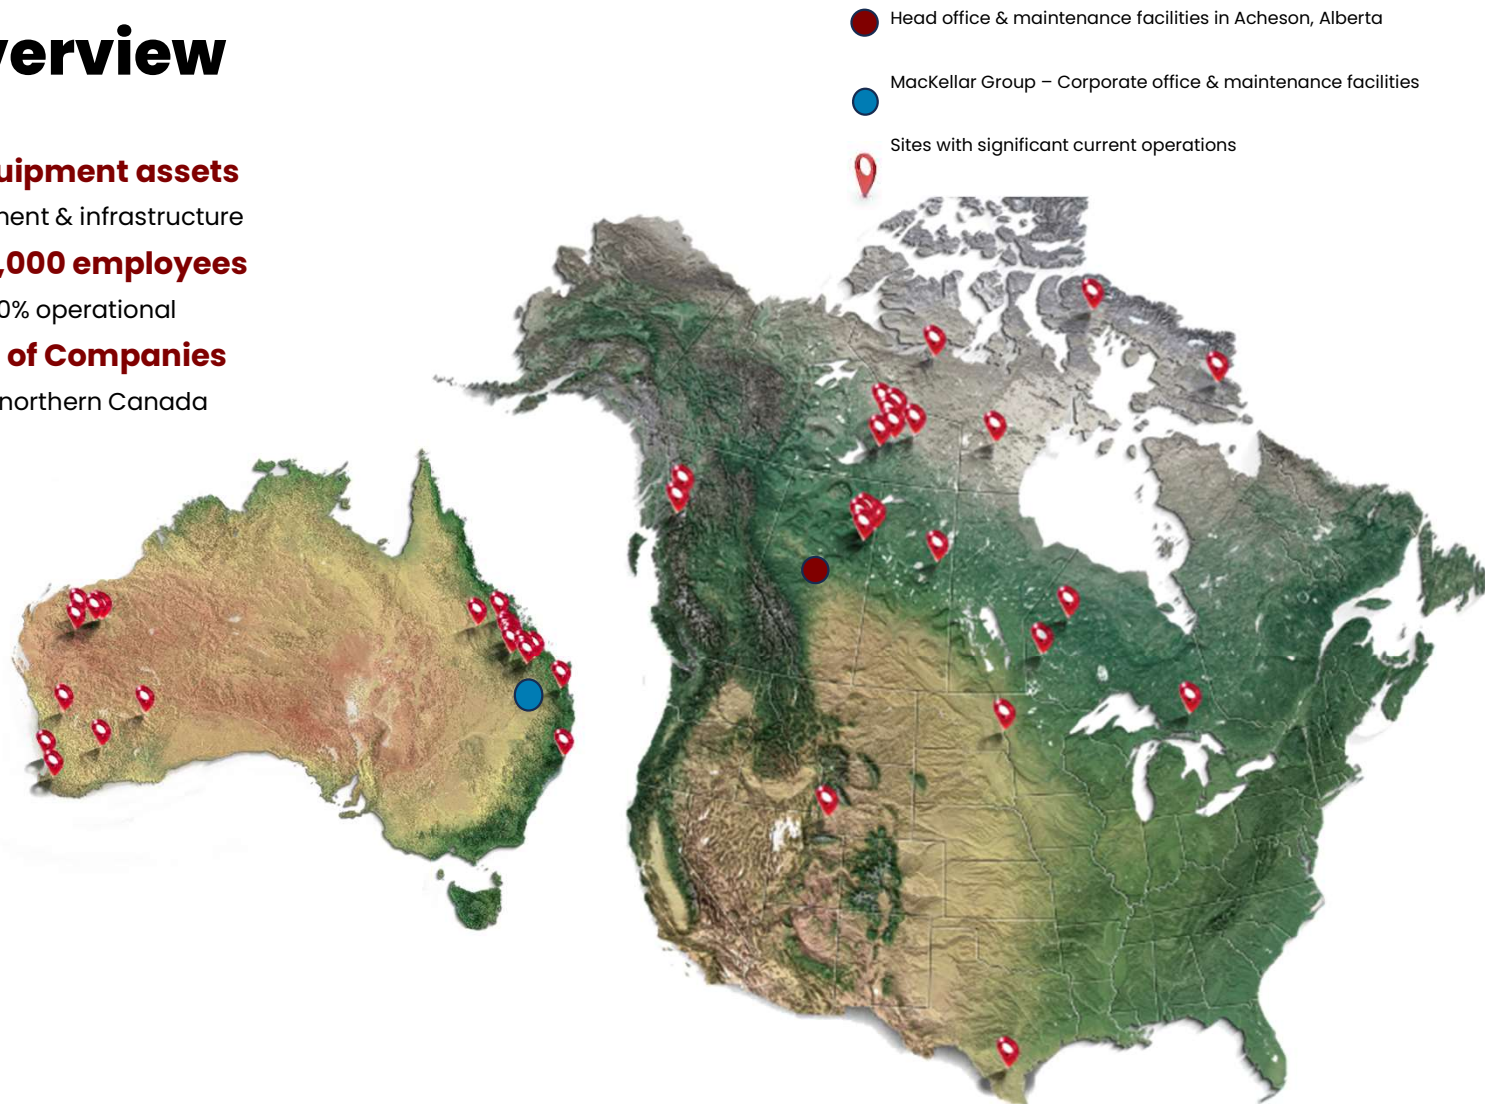 verview
uipment assets
nent & infrastructure
,000 employees
0% operational
of Companies
northern Canada
Head office & maintenance facilities in Acheson, Alberta
MacKellar Group – Corporate office & maintenance facilities
Sites with significant current operations